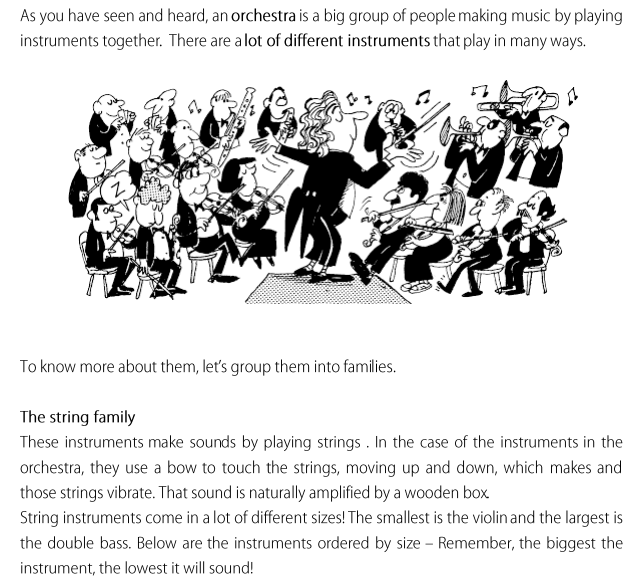 As you have seen and heard, an orchestra is a big group of people making music by playing
instruments together. There are a lot of different instruments that play in many ways.
Z
To know more about them, let's group them into families.
The string family
These instruments make sounds by playing strings . In the case of the instruments in the
orchestra, they use a bow to touch the strings, moving up and down, which makes and
those strings vibrate. That sound is naturally amplified by a wooden box.
String instruments come in a lot of different sizes! The smallest is the violin and the largest is
the double bass. Below are the instruments ordered by size – Remember, the biggest the
instrument, the lowest it will sound!